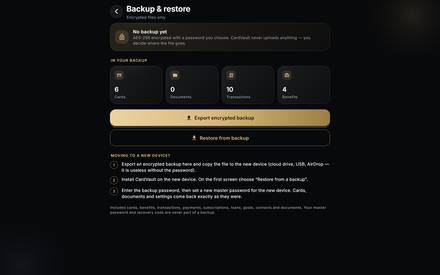 Backup & restore
Encrypted files only
No backup yet
AES-256 encrypted with a password you choose. CardVault never uploads anything — you
decide where the file goes.
IN YOUR BACKUP
6
Cards
0
Documents
10
Transactions
4
Benefits
Export encrypted backup
Restore from backup
MOVING TO A NEW DEVICE?
1 Export an encrypted backup here and copy the file to the new device (cloud drive, USB, AirDrop —
it is useless without the password).
2 Install CardVault on the new device. On the first screen choose "Restore from a backup".
3 Enter the backup password, then set a new master password for the new device. Cards,
documents and settings come back exactly as they were.
Includes cards, benefits, transactions, payments, subscriptions, loans, goals, contacts and documents. Your master
password and recovery code are never part of a backup.